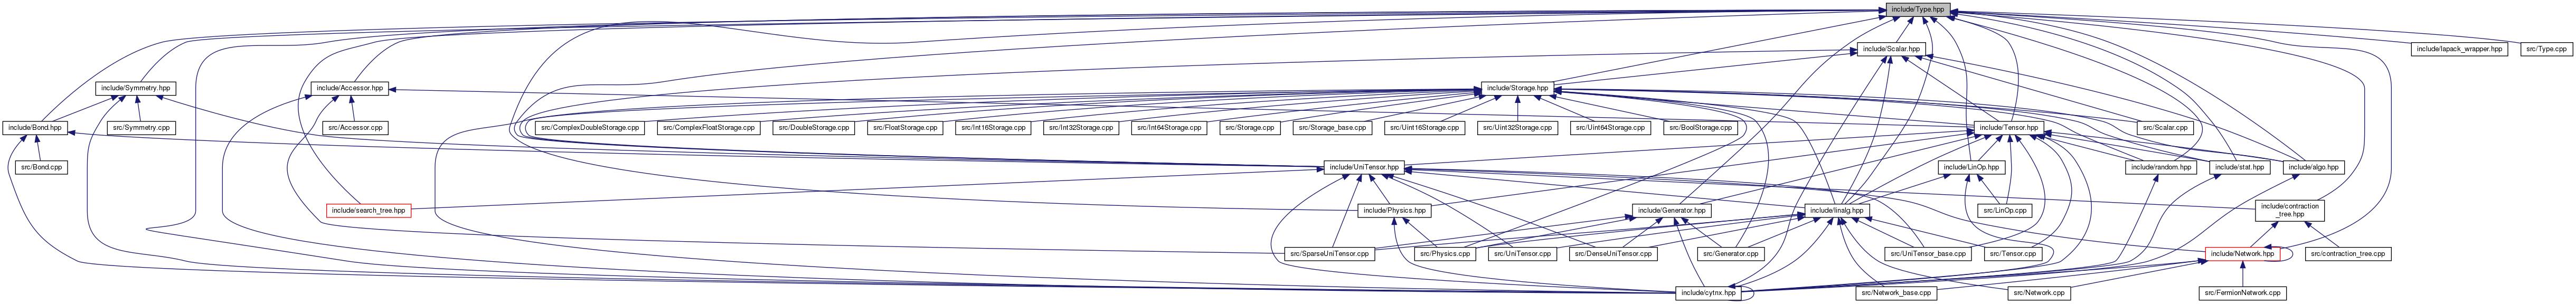 include/Type.hpp
include/Scalar.hpp
include/lapack_wrapper.hpp
src/Type.cpp
include/Symmetry.hpp
include/Accessor.hpp
include/Storage.hpp
include/Bond.hpp
src/Symmetry.cpp
src/Accessor.cpp
src/ComplexDoubleStorage.cpp
src/ComplexFloatStorage.cpp
src/DoubleStorage.cpp
src/FloatStorage.cpp
src/Int16Storage.cpp
src/Int32Storage.cpp
src/Int64Storage.cpp
src/Storage.cpp
src/Storage_base.cpp
src/Uint16Storage.cpp
src/Uint32Storage.cpp
src/Uint64Storage.cpp
src/BoolStorage.cpp
include/Tensor.hpp
src/Scalar.cpp
src/Bond.cpp
include/UniTensor.hpp
include/LinOp.hpp
include/random.hpp
include/stat.hpp
include/algo.hpp
include/search_tree.hpp
include/Physics.hpp
include/Generator.hpp
include/linalg.hpp
src/LinOp.cpp
include/contraction
_tree.hpp
src/SparseUniTensor.cpp
src/Physics.cpp
src/UniTensor.cpp
src/DenseUniTensor.cpp
src/Generator.cpp
src/UniTensor_base.cpp
src/Tensor.cpp
include/Network.hpp
src/contraction_tree.cpp
include/cytnx.hpp
src/Network_base.cpp
src/Network.cpp
src/FermionNetwork.cpp